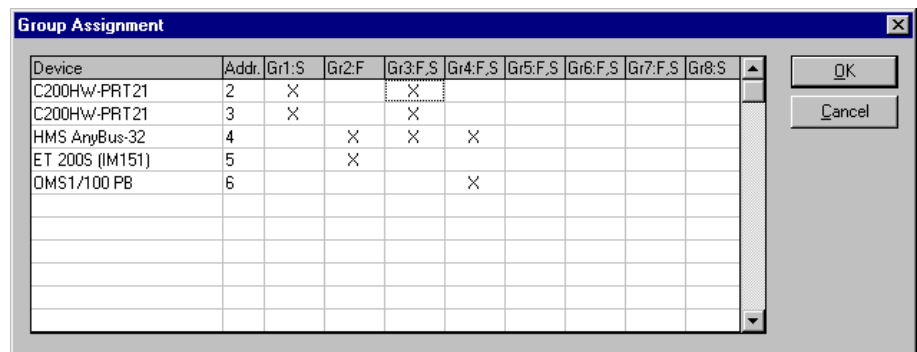 Group Assignment
Device Addr. Gr1:S Gr2:F Gr3:F,S Gr4:F,S Gr5:F,S Gr6:F,S Gr7:F,S Gr8:S
C200HW-PRT21 2 X X
C200HW-PRT21 3 X X
HMS AnyBus-32 4 X X X
ET 200S (IM151) 5 X
OMS1/100 PB 6 X
OK
Cancel